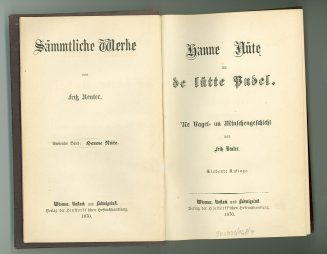 Sämmtliche Werke
von
Fritz Reuter.
Siebenter Band: Hanne Nüte.
Wismar, Rostock und Ludwigslust.
Verlag der Hinstorff'schen Hofbuchhandlung.
1870.
Hanne Nüte
un
de lütte Pudel.
'Ne Vagel- un Minschengeschicht
von
Fritz Reuter.
Siebente Auflage.
Wismar, Rostock und Ludwigslust.
Verlag der Hinstorff'schen Hofbuchhandlung.
1870.